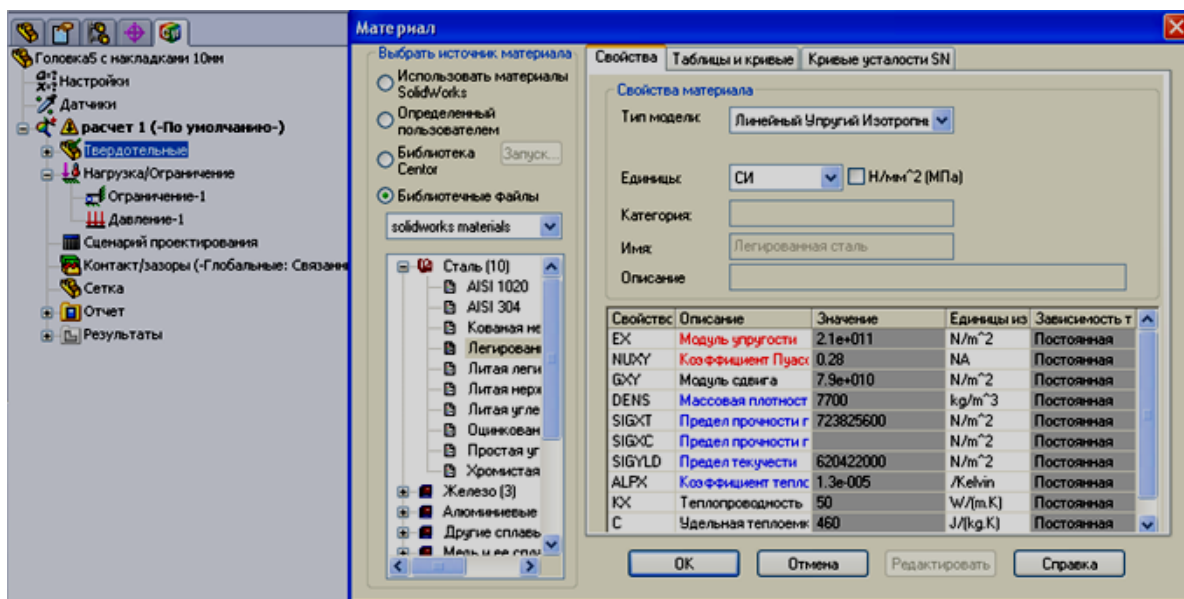 Головка5 с накладками 10мм
Настройки
Датчики
расчет 1 (-По умолчанию-)
Твердотельные
Нагрузка/Ограничение
Ограничение-1
Давление-1
Сценарий проектирования
Контакт/зазоры (-Глобальные: Связанн
Сетка
Отчет
Результаты
Материал
Выбрать источник материала
Использовать материалы
SolidWorks
Определенный
пользователем
Библиотека
Centor
Запуск...
Библиотечные файлы
solidworks materials
Сталь (10)
AISI 1020
AISI 304
Кованая не
Легирован
Литая леги
Литая нерж
Литая угле
Оцинкован
Простая уг
Хромистая
Железо (3)
Алюминиевые
Другие сплавь
Медь и ее спла
Свойства Таблицы и кривые Кривые усталости SN
Свойства материала
Тип модели: Линейный Упругий Изотропн
Единицы: СИ Н/мм^2 (МПа)
Категория:
Имя: Легированная сталь
Описание
Свойствс Описание Значение Единицы из Зависимость т
EX Модуль упругости 2.1e+011 N/m^2 Постоянная
NUXY Коэффициент Пуасс 0.28 NA Постоянная
GXY Модуль сдвига 7.9e+010 N/m^2 Постоянная
DENS Массовая плотност 7700 kg/m^3 Постоянная
SIGXT Предел прочности г 723825600 N/m^2 Постоянная
SIGXC Предел прочности г N/m^2 Постоянная
SIGYLD Предел текучести 620422000 N/m^2 Постоянная
ALPX Коэффициент теплс 1.3e-005 /Kelvin Постоянная
KX Теплопроводность 50 W/(m.K) Постоянная
C Удельная теплоемк 460 J/(kg.K) Постоянная
OK Отмена Редактировать Справка